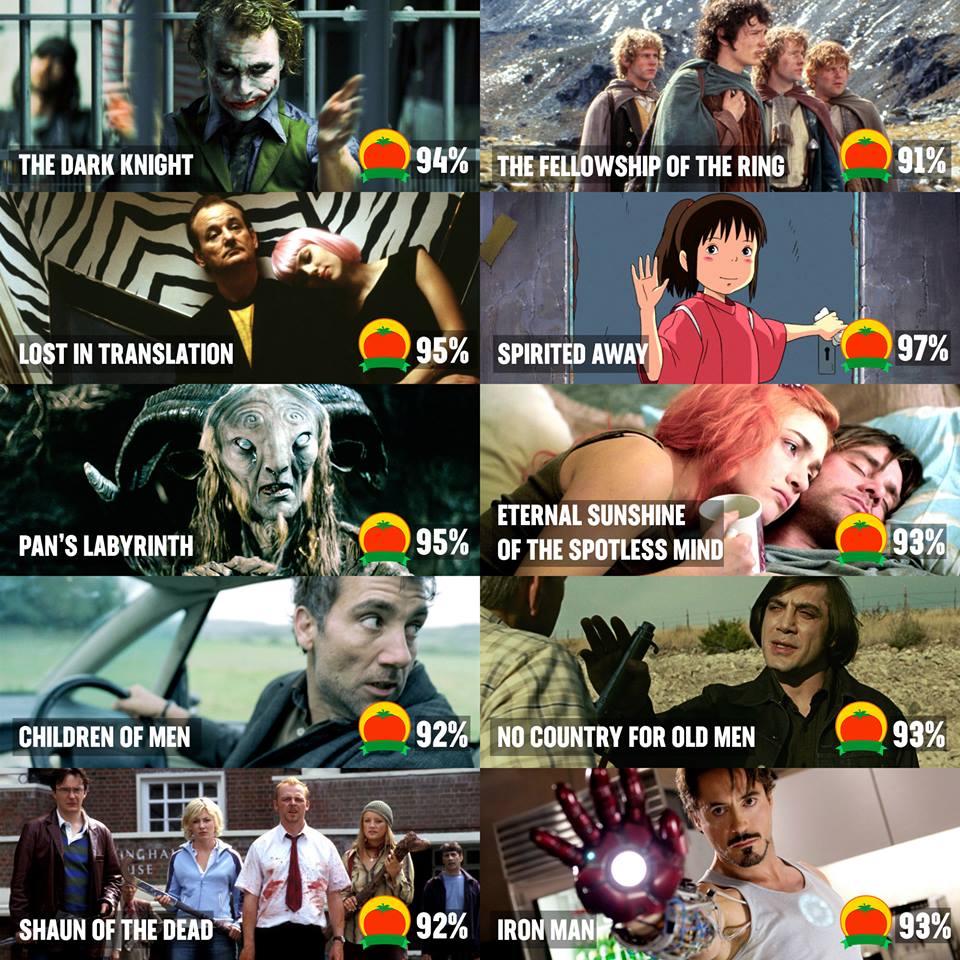 THE DARK KNIGHT
94%
THE FELLOWSHIP OF THE RING
91%
LOST IN TRANSLATION
95%
SPIRITED AWAY
97%
PAN'S LABYRINTH
95%
ETERNAL SUNSHINE
OF THE SPOTLESS MIND
93%
CHILDREN OF MEN
92%
NO COUNTRY FOR OLD MEN
93%
SHAUN OF THE DEAD
92%
IRON MAN
93%